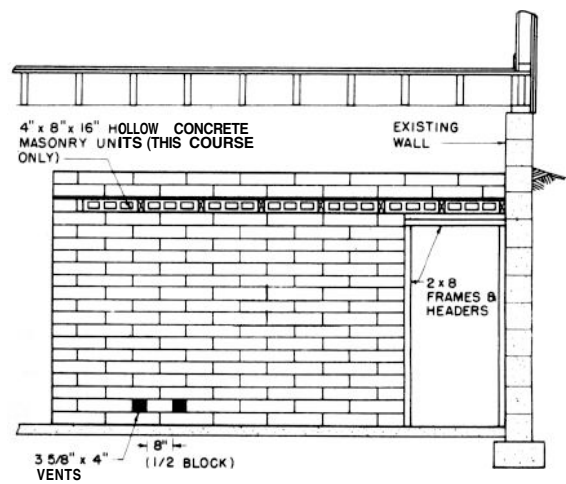 4" x 8" x 16" HOLLOW CONCRETE
MASONRY UNITS (THIS COURSE
ONLY)
EXISTING
WALL
2 x 8
FRAMES &
HEADERS
8"
(1/2 BLOCK)
3 5/8" x 4"
VENTS